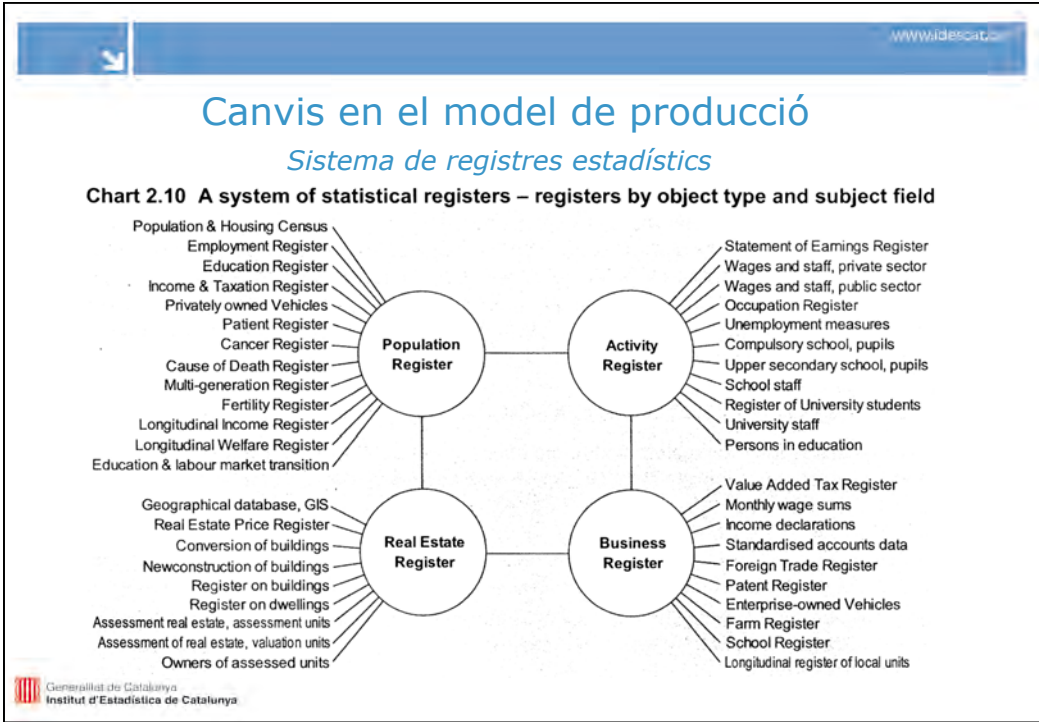 www.idescat.
Canvis en el model de producció
Sistema de registres estadístics
Chart 2.10 A system of statistical registers – registers by object type and subject field
Population & Housing Census
Employment Register
Education Register
Income & Taxation Register
Privately owned Vehicles
Patient Register
Cancer Register
Cause of Death Register
Multi-generation Register
Fertility Register
Longitudinal Income Register
Longitudinal Welfare Register
Education & labour market transition
Population
Register
Activity
Register
Statement of Earnings Register
Wages and staff, private sector
Wages and staff, public sector
Occupation Register
Unemployment measures
Compulsory school, pupils
Upper secondary school, pupils
School staff
Register of University students
University staff
Persons in education
Geographical database, GIS
Real Estate Price Register
Conversion of buildings
Newconstruction of buildings
Register on buildings
Register on dwellings
Assessment real estate, assessment units
Assessment of real estate, valuation units
Owners of assessed units
Real Estate
Register
Business
Register
Value Added Tax Register
Monthly wage sums
Income declarations
Standardised accounts data
Foreign Trade Register
Patent Register
Enterprise-owned Vehicles
Farm Register
School Register
Longitudinal register of local units
Generalitat de Catalunya
Institut d'Estadística de Catalunya